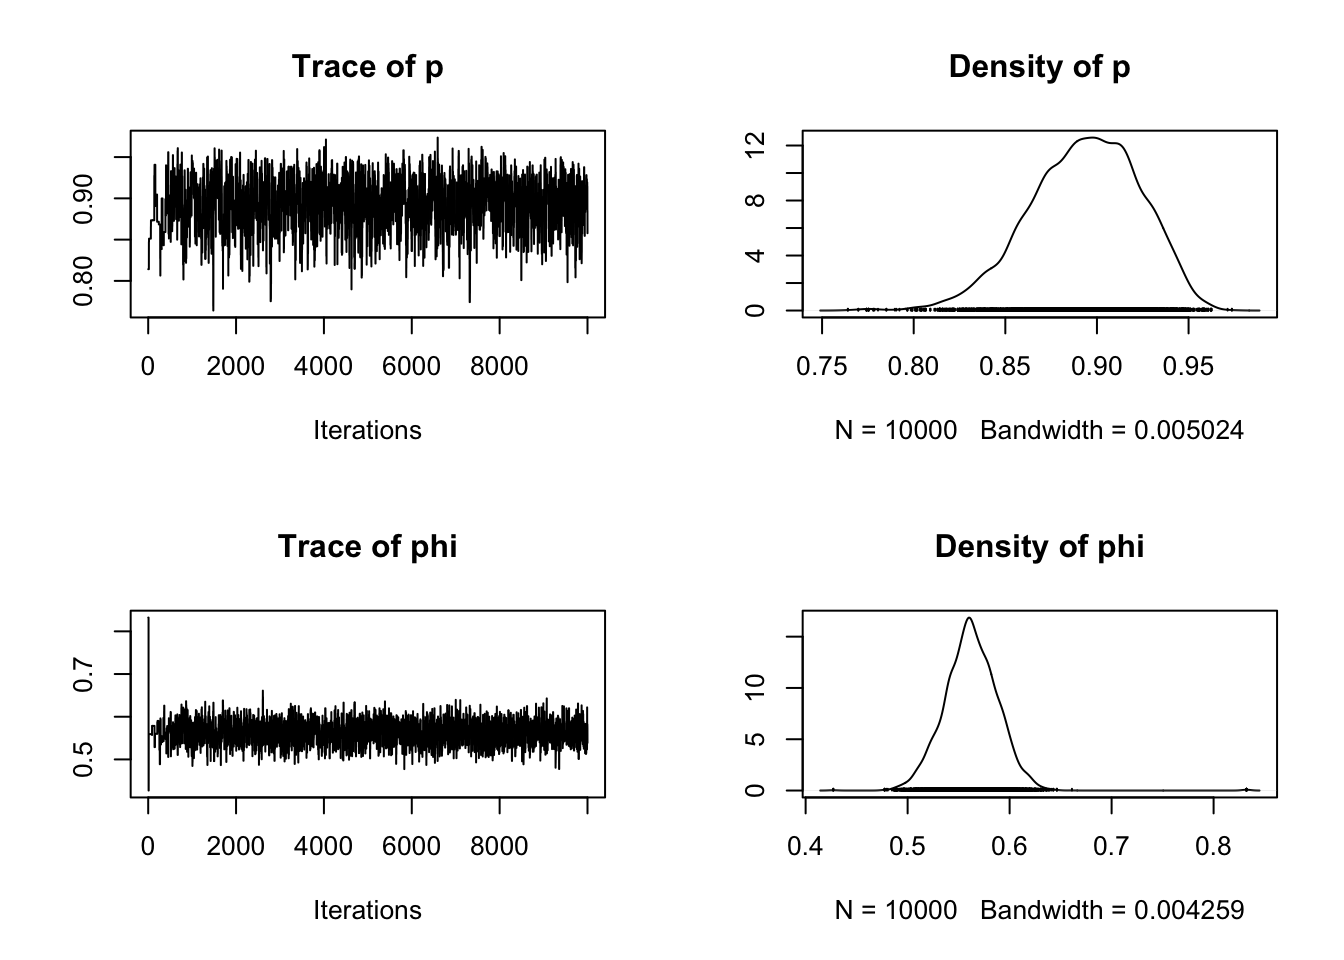 Trace of p
0.80 0.90
0 2000 4000 6000 8000
Iterations
Density of p
0 4 8 12
0.75 0.80 0.85 0.90 0.95
N = 10000 Bandwidth = 0.005024
Trace of phi
0.5 0.7
0 2000 4000 6000 8000
Iterations
Density of phi
0 5 10
0.4 0.5 0.6 0.7 0.8
N = 10000 Bandwidth = 0.004259